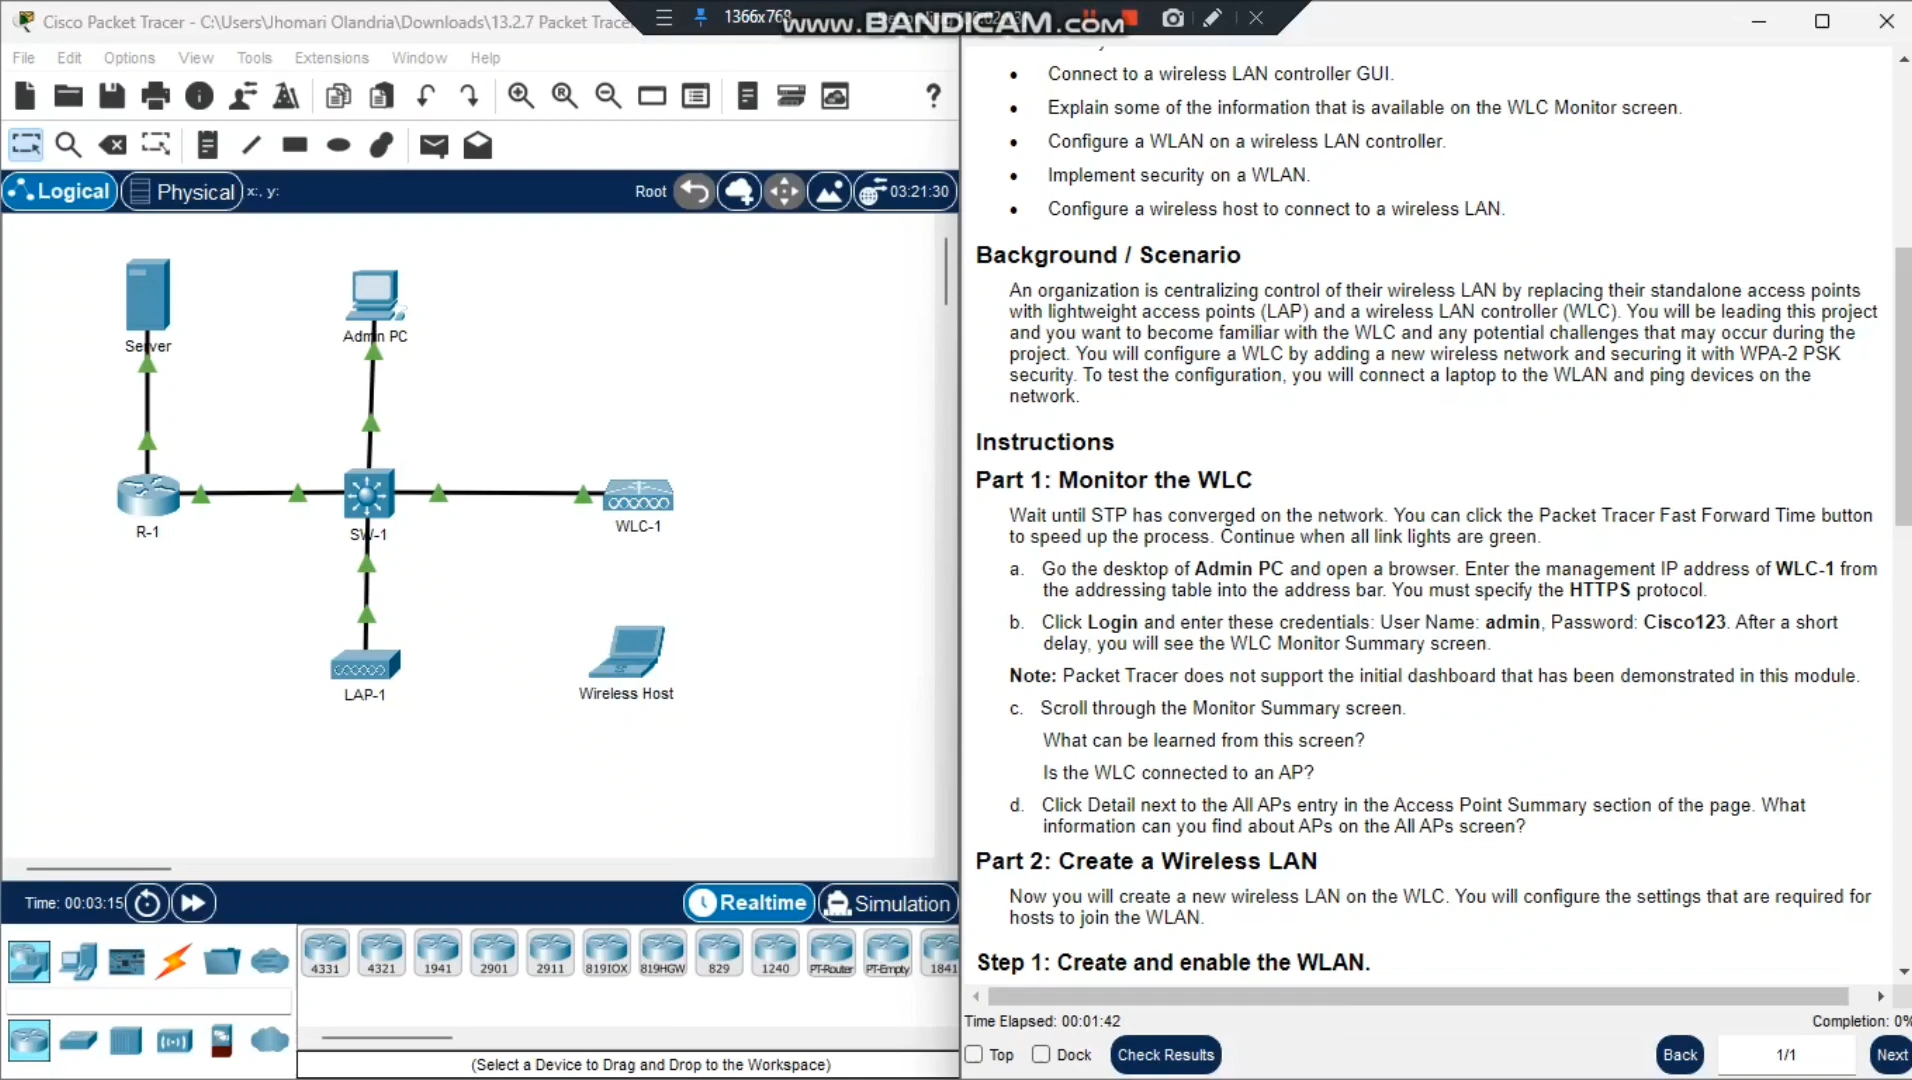 Cisco Packet Tracer - C:\Users\Jhomari Olandria\Downloads\13.2.7 Packet Trace
1366x768
www.BANDICAM.com
File Edit Options View Tools Extensions Window Help
?
Logical
Physical
x:, y:
Root
03:21:30
Server
Admin PC
R-1
SW-1
WLC-1
LAP-1
Wireless Host
Time: 00:03:15
Realtime
Simulation
4331 4321 1941 2901 2911 819IOX 819HGW 829 1240 PT-Router PT-Empty 1841
(Select a Device to Drag and Drop to the Workspace)
• Connect to a wireless LAN controller GUI.
• Explain some of the information that is available on the WLC Monitor screen.
• Configure a WLAN on a wireless LAN controller.
• Implement security on a WLAN.
• Configure a wireless host to connect to a wireless LAN.
Background / Scenario
An organization is centralizing control of their wireless LAN by replacing their standalone access points
with lightweight access points (LAP) and a wireless LAN controller (WLC). You will be leading this project
and you want to become familiar with the WLC and any potential challenges that may occur during the
project. You will configure a WLC by adding a new wireless network and securing it with WPA-2 PSK
security. To test the configuration, you will connect a laptop to the WLAN and ping devices on the
network.
Instructions
Part 1: Monitor the WLC
Wait until STP has converged on the network. You can click the Packet Tracer Fast Forward Time button
to speed up the process. Continue when all link lights are green.
a. Go the desktop of Admin PC and open a browser. Enter the management IP address of WLC-1 from
the addressing table into the address bar. You must specify the HTTPS protocol.
b. Click Login and enter these credentials: User Name: admin, Password: Cisco123. After a short
delay, you will see the WLC Monitor Summary screen.
Note: Packet Tracer does not support the initial dashboard that has been demonstrated in this module.
c. Scroll through the Monitor Summary screen.
What can be learned from this screen?
Is the WLC connected to an AP?
d. Click Detail next to the All APs entry in the Access Point Summary section of the page. What
information can you find about APs on the All APs screen?
Part 2: Create a Wireless LAN
Now you will create a new wireless LAN on the WLC. You will configure the settings that are required for
hosts to join the WLAN.
Step 1: Create and enable the WLAN.
Time Elapsed: 00:01:42
Completion: 0%
Top
Dock
Check Results
Back
1/1
Next